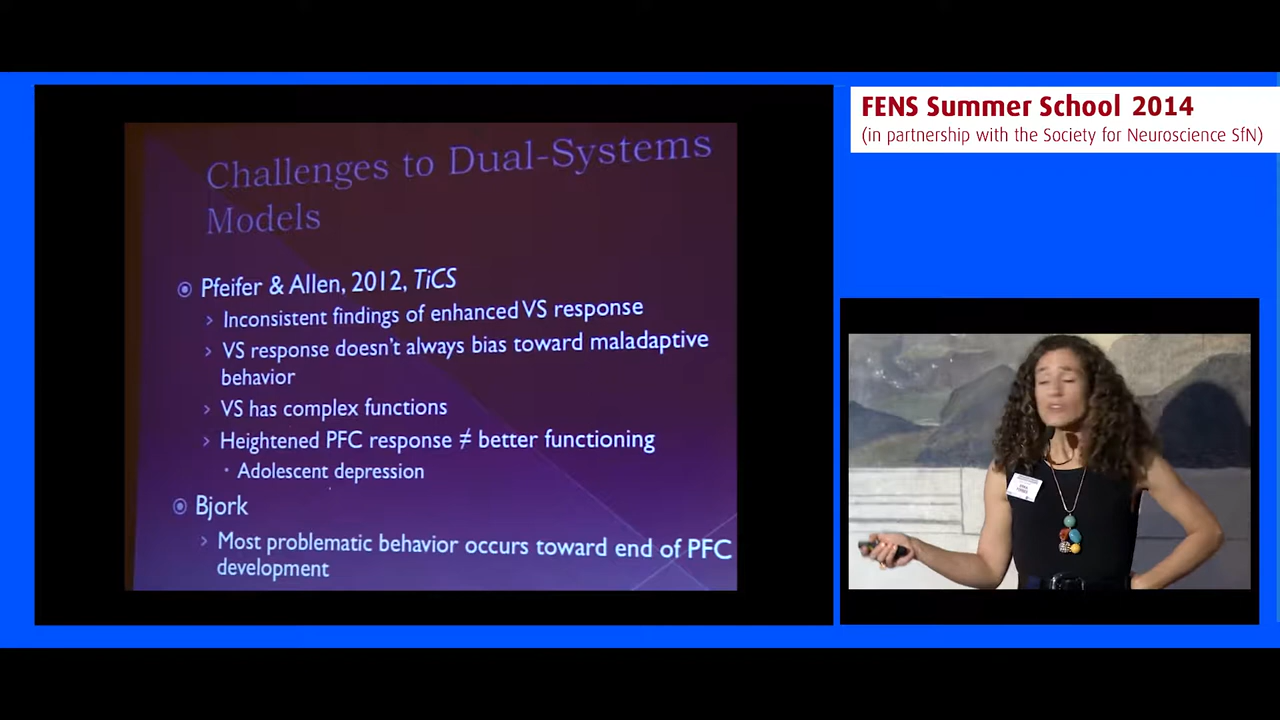 FENS Summer School 2014
(in partnership with the Society for Neuroscience SfN)
Challenges to Dual-Systems
Models
Pfeifer & Allen, 2012, TiCS
› Inconsistent findings of enhanced VS response
› VS response doesn't always bias toward maladaptive
behavior
› VS has complex functions
› Heightened PFC response ≠ better functioning
· Adolescent depression
Bjork
› Most problematic behavior occurs toward end of PFC
development